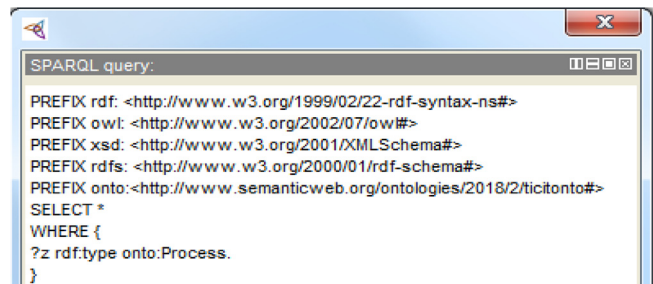 SPARQL query:
PREFIX rdf: <http://www.w3.org/1999/02/22-rdf-syntax-ns#>
PREFIX owl: <http://www.w3.org/2002/07/owl#>
PREFIX xsd: <http://www.w3.org/2001/XMLSchema#>
PREFIX rdfs: <http://www.w3.org/2000/01/rdf-schema#>
PREFIX onto:<http://www.semanticweb.org/ontologies/2018/2/ticitonto#>
SELECT *
WHERE {
?z rdf:type onto:Process.
}